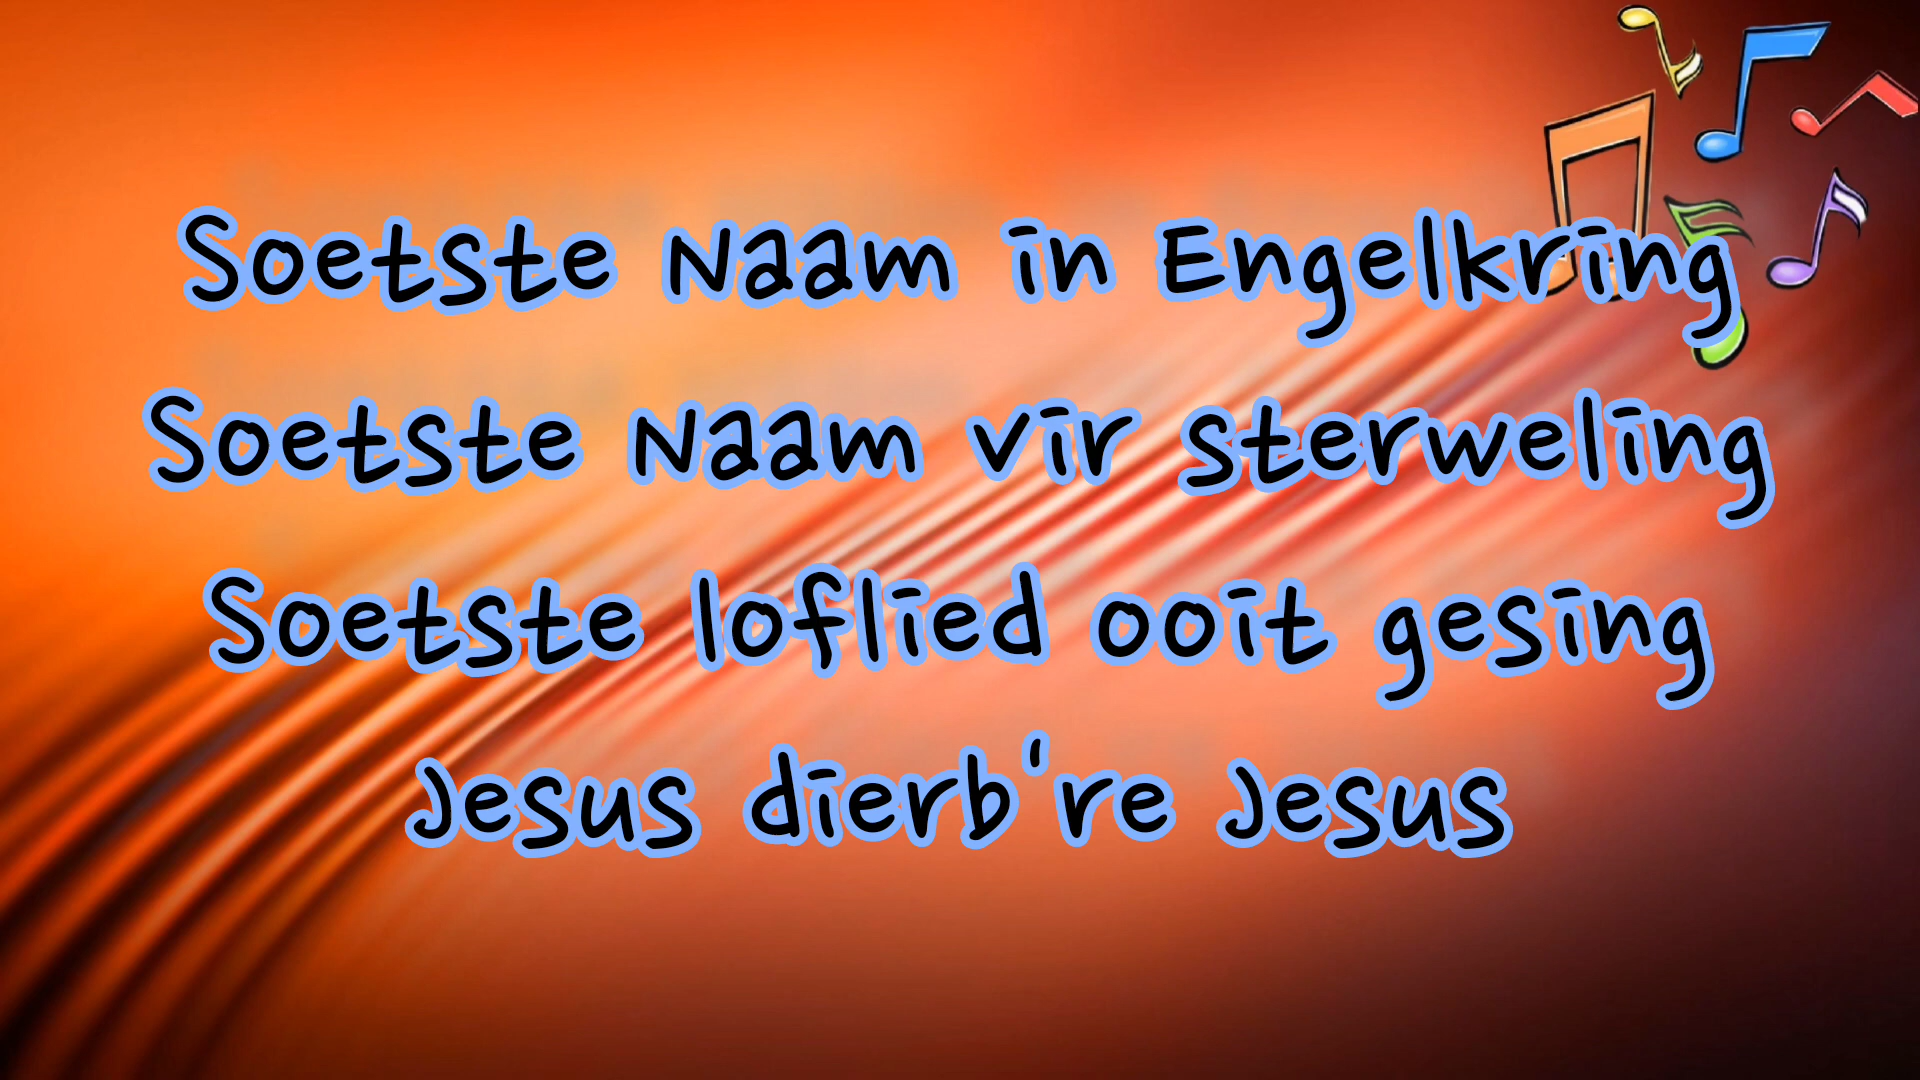 Soetste Naam in Engelkring
Soetste Naam vir sterweling
Soetste loflied ooit gesing
Jesus dierb're Jesus